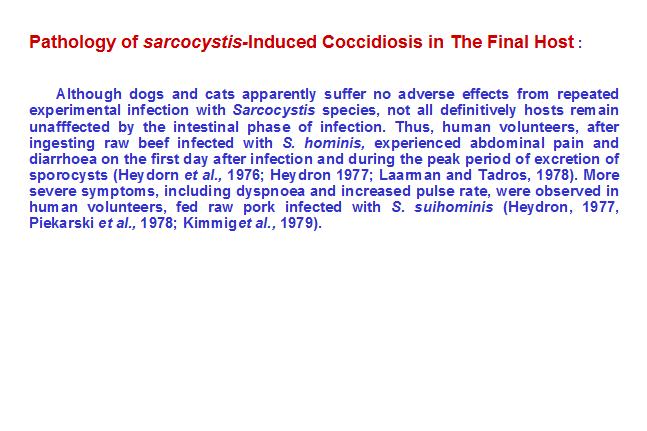 Pathology of sarcocystis-Induced Coccidiosis in The Final Host :
Although dogs and cats apparently suffer no adverse effects from repeated
experimental infection with Sarcocystis species, not all definitively hosts remain
unafffected by the intestinal phase of infection. Thus, human volunteers, after
ingesting raw beef infected with S. hominis, experienced abdominal pain and
diarrhoea on the first day after infection and during the peak period of excretion of
sporocysts (Heydorn et al., 1976; Heydron 1977; Laarman and Tadros, 1978). More
severe symptoms, including dyspnoea and increased pulse rate, were observed in
human volunteers, fed raw pork infected with S. suihominis (Heydron, 1977,
Piekarski et al., 1978; Kimmiget al., 1979).